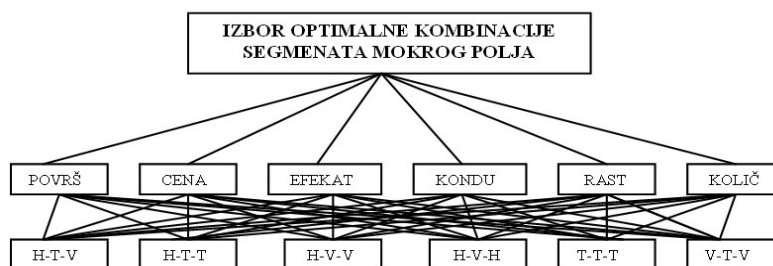 IZBOR OPTIMALNE KOMBINACIJE
SEGMENATA MOKROG POLJA
POVRŠ CENA EFEKAT KONDU RAST KOLIČ
H-T-V H-T-T H-V-V H-V-H T-T-T V-T-V